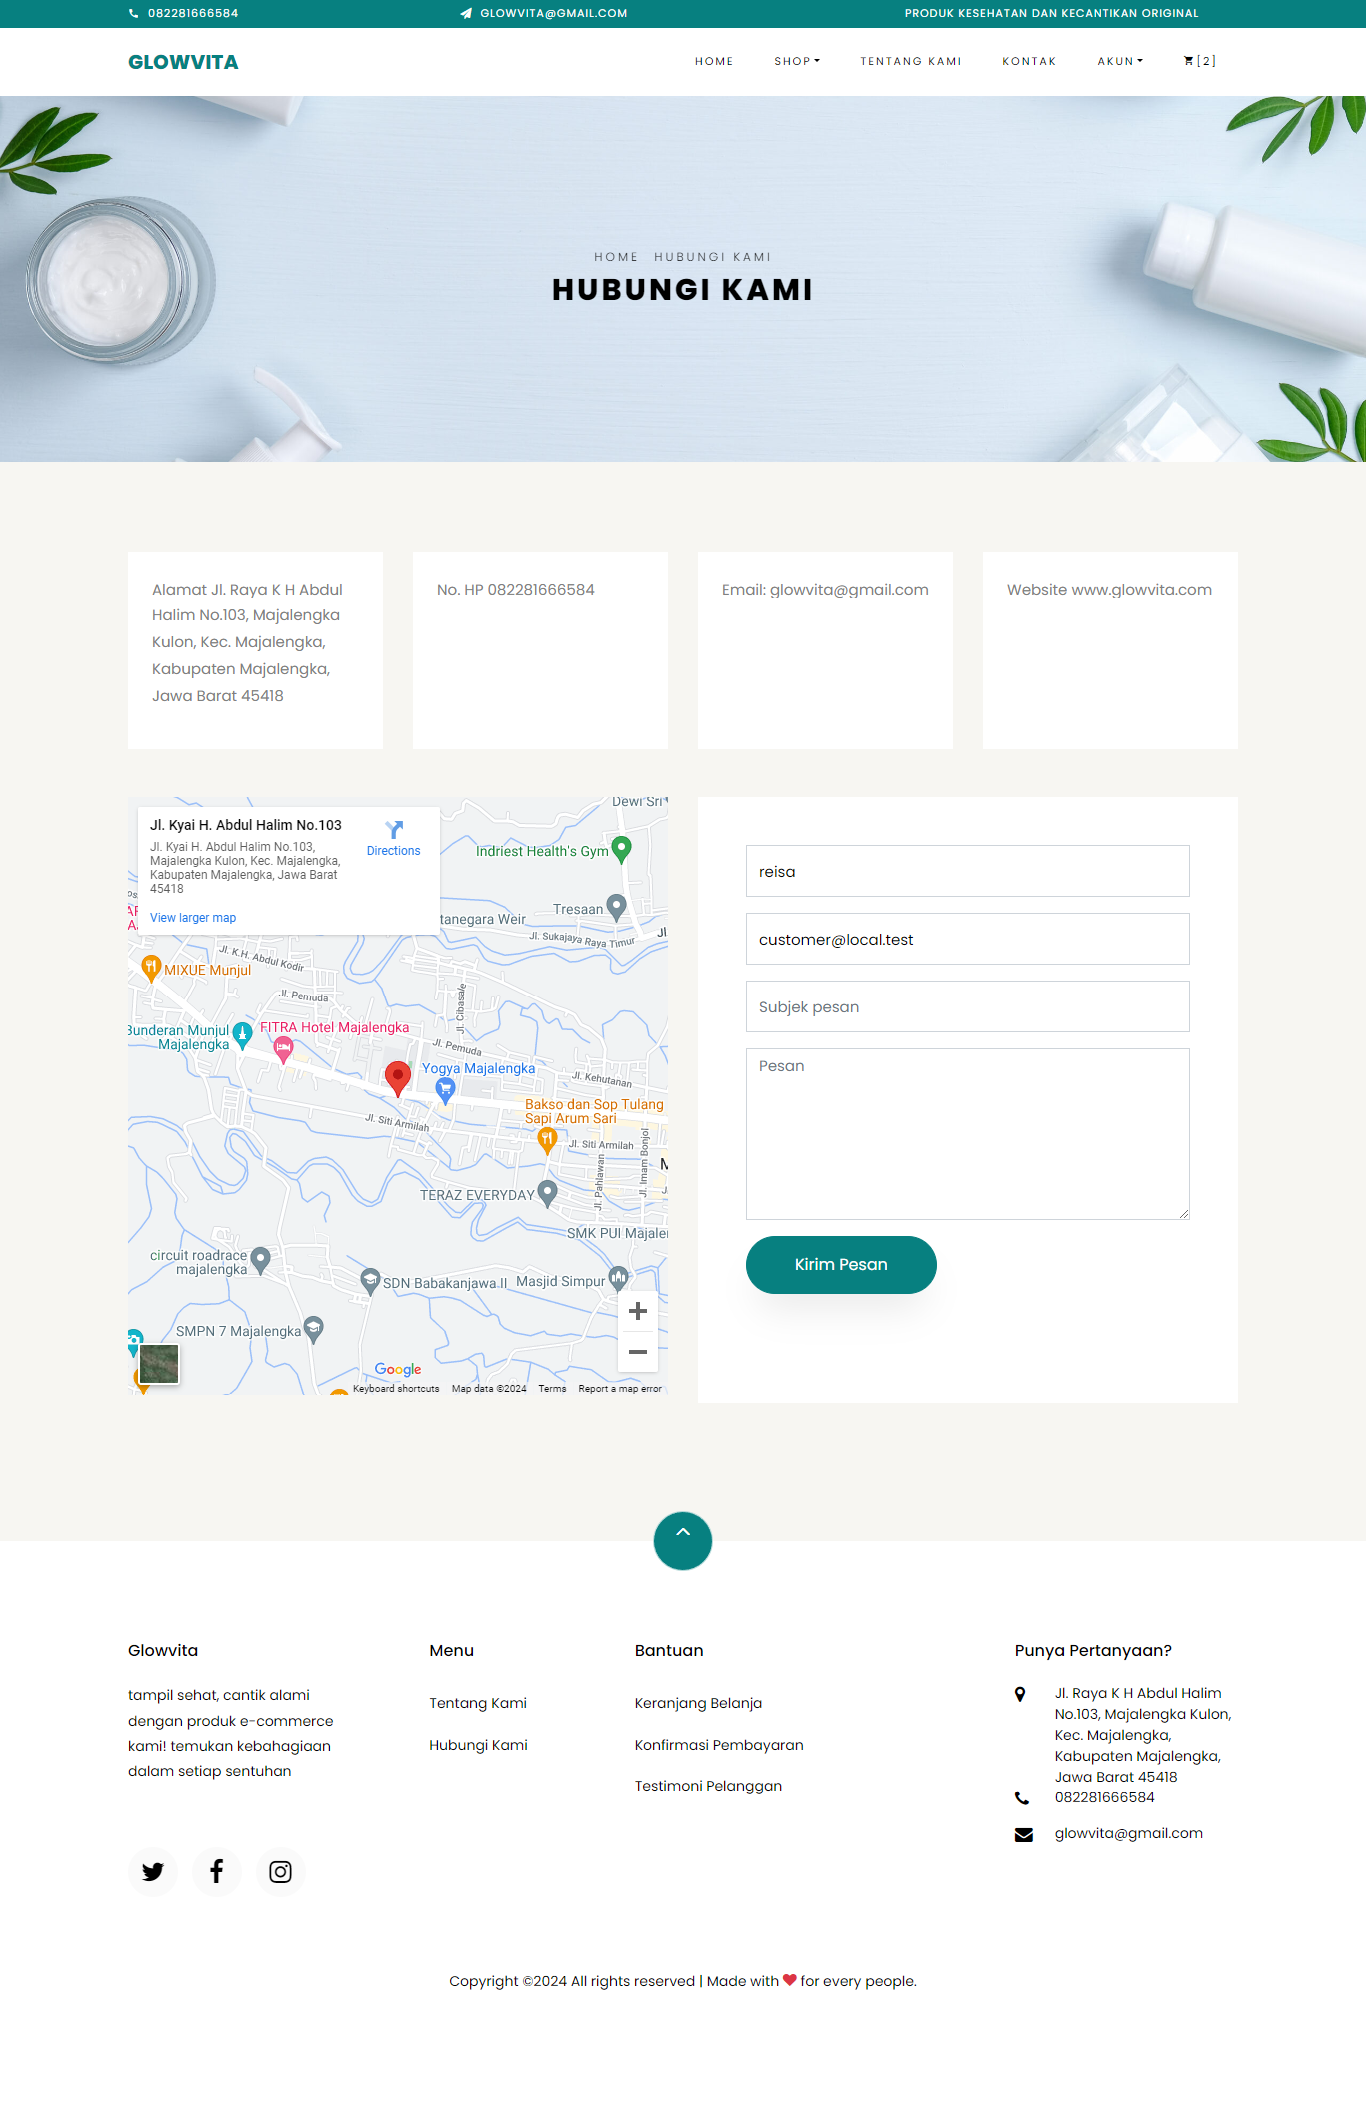 082281666584
GLOWVITA@GMAIL.COM
PRODUK KESEHATAN DAN KECANTIKAN ORIGINAL
GLOWVITA
HOME
SHOP
TENTANG KAMI
KONTAK
AKUN
[2]
HOME HUBUNGI KAMI
HUBUNGI KAMI
Alamat Jl. Raya K H Abdul
Halim No.103, Majalengka
Kulon, Kec. Majalengka,
Kabupaten Majalengka,
Jawa Barat 45418
No. HP 082281666584
Email: glowvita@gmail.com
Website www.glowvita.com
Jl. Kyai H. Abdul Halim No.103
Jl. Kyai H. Abdul Halim No.103,
Majalengka Kulon, Kec. Majalengka,
Kabupaten Majalengka, Jawa Barat
45418
Directions
View larger map
Dewi Sri
Indriest Health's Gym
Tresaan
tanegara Weir
Jl. Sukajaya Raya Timur
Jl.
Jl. K.H. Abdul Kodir
MIXUE Munjul
Jl. Pemuda
Jl. Cibasale
Bunderan Munjul
Majalengka
FITRA Hotel Majalengka
Jl. Pemuda
Yogya Majalengka
Jl. Kehutanan
Bakso dan Sop Tulang
Sapi Arum Sari
Jl. Siti Armilah
Jl. Siti Armilah
Jl. Pahlawan
Jl. Imam Bonjol
M
TERAZ EVERYDAY
SMK PUI Majale
circuit roadrace
majalengka
SDN Babakanjawa II
Masjid Simpur
SMPN 7 Majalengka
Google
Keyboard shortcuts
Map data ©2024
Terms
Report a map error
reisa
customer@local.test
Subjek pesan
Pesan
Kirim Pesan
Glowvita
tampil sehat, cantik alami
dengan produk e-commerce
kami! temukan kebahagiaan
dalam setiap sentuhan
Menu
Tentang Kami
Hubungi Kami
Bantuan
Keranjang Belanja
Konfirmasi Pembayaran
Testimoni Pelanggan
Punya Pertanyaan?
Jl. Raya K H Abdul Halim
No.103, Majalengka Kulon,
Kec. Majalengka,
Kabupaten Majalengka,
Jawa Barat 45418
082281666584
glowvita@gmail.com
Copyright ©2024 All rights reserved | Made with ❤ for every people.